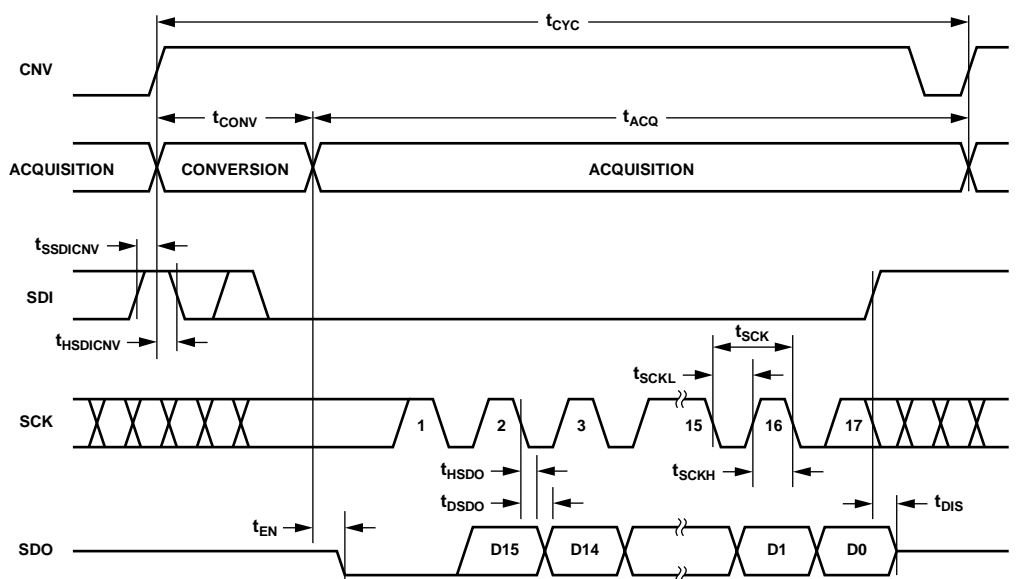 tCYC
CNV
tCONV
tACQ
ACQUISITION CONVERSION ACQUISITION
tSSDICNV
SDI
tHSDICNV
tSCK
tSCKL
SCK 1 2 3 15 16 17
tHSDO
tSCKH
tDSDO
tDIS
tEN
SDO D15 D14 D1 D0